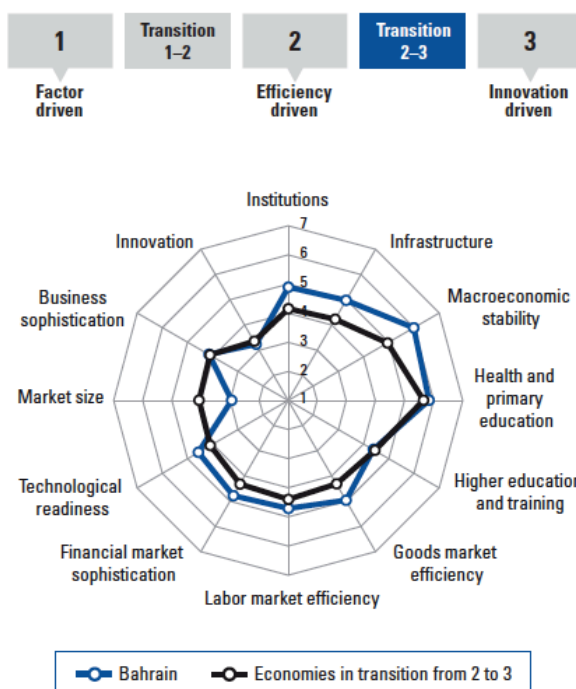 1
Transition
1–2
2
Transition
2–3
3
Factor
driven
Efficiency
driven
Innovation
driven
Institutions
7
Innovation
Infrastructure
6
Business
sophistication
5
Macroeconomic
stability
4
3
2
Market size
1
Health and
primary
education
Technological
readiness
Higher education
and training
Financial market
sophistication
Goods market
efficiency
Labor market efficiency
Bahrain
Economies in transition from 2 to 3